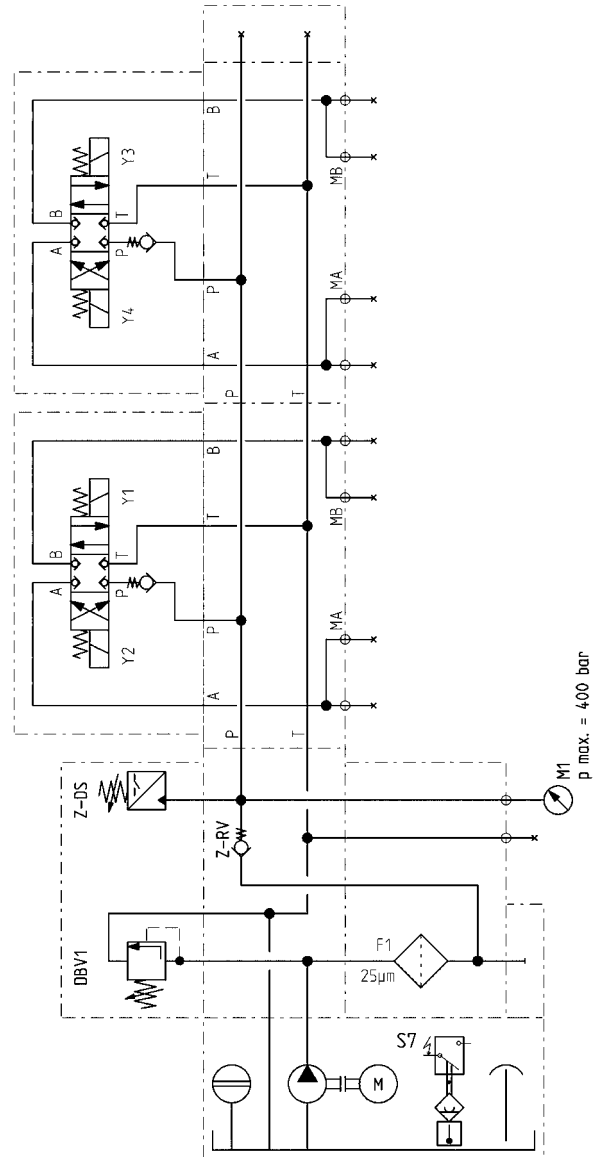 B
T
P
A
Y3
Y4
A
B
P
T
MB
MA
P
T
B
T
P
A
Y1
Y2
A
B
P
T
MB
MA
P
T
Z-DS
Z-RV
M1
p max. = 400 bar
DBV1
F1
25µm
S7
M